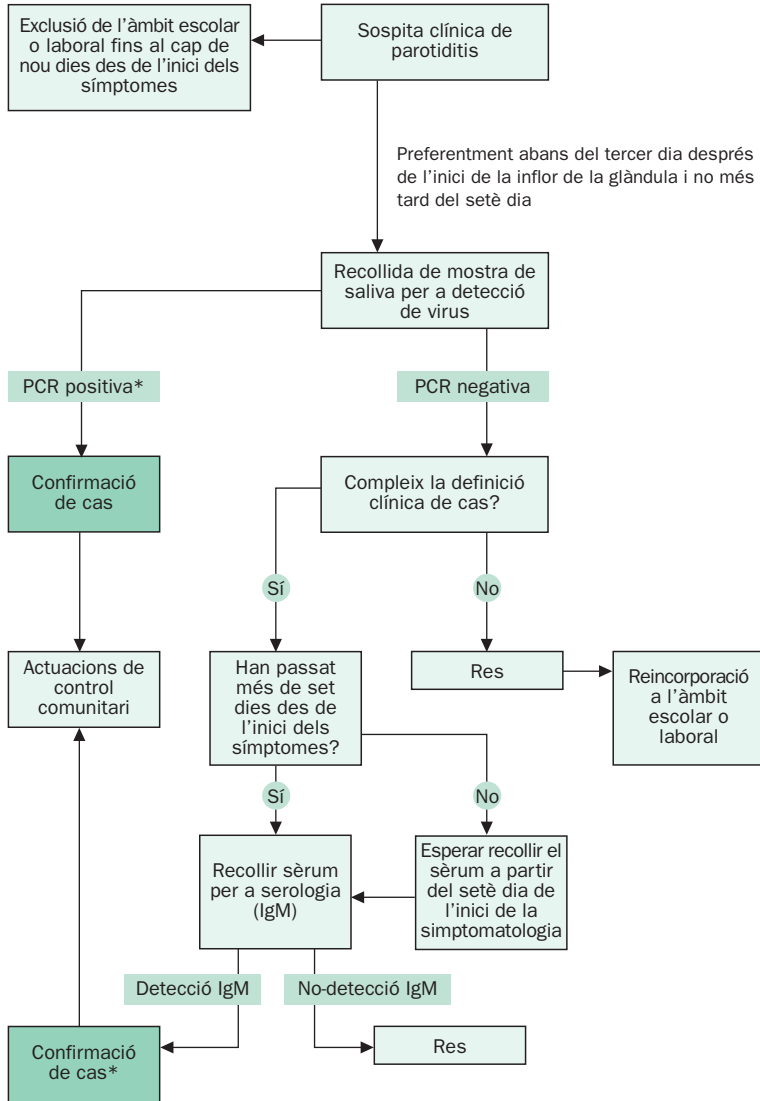 Exclusió de l'àmbit escolar
o laboral fins al cap de
nou dies des de l'inici dels
símptomes
Sospita clínica de
parotiditis
Preferentment abans del tercer dia després
de l'inici de la inflor de la glàndula i no més
tard del setè dia
Recollida de mostra de
saliva per a detecció
de virus
PCR positiva*
PCR negativa
Confirmació
de cas
Compleix la definició
clínica de cas?
Sí
No
Actuacions de
control
comunitari
Han passat
més de set
dies des de
l'inici dels
símptomes?
Res
Reincorporació
a l'àmbit
escolar o
laboral
Sí
No
Recollir sèrum
per a serologia
(IgM)
Esperar recollir el
sèrum a partir
del setè dia de
l'inici de la
simptomatologia
Detecció IgM
No-detecció IgM
Confirmació
de cas*
Res